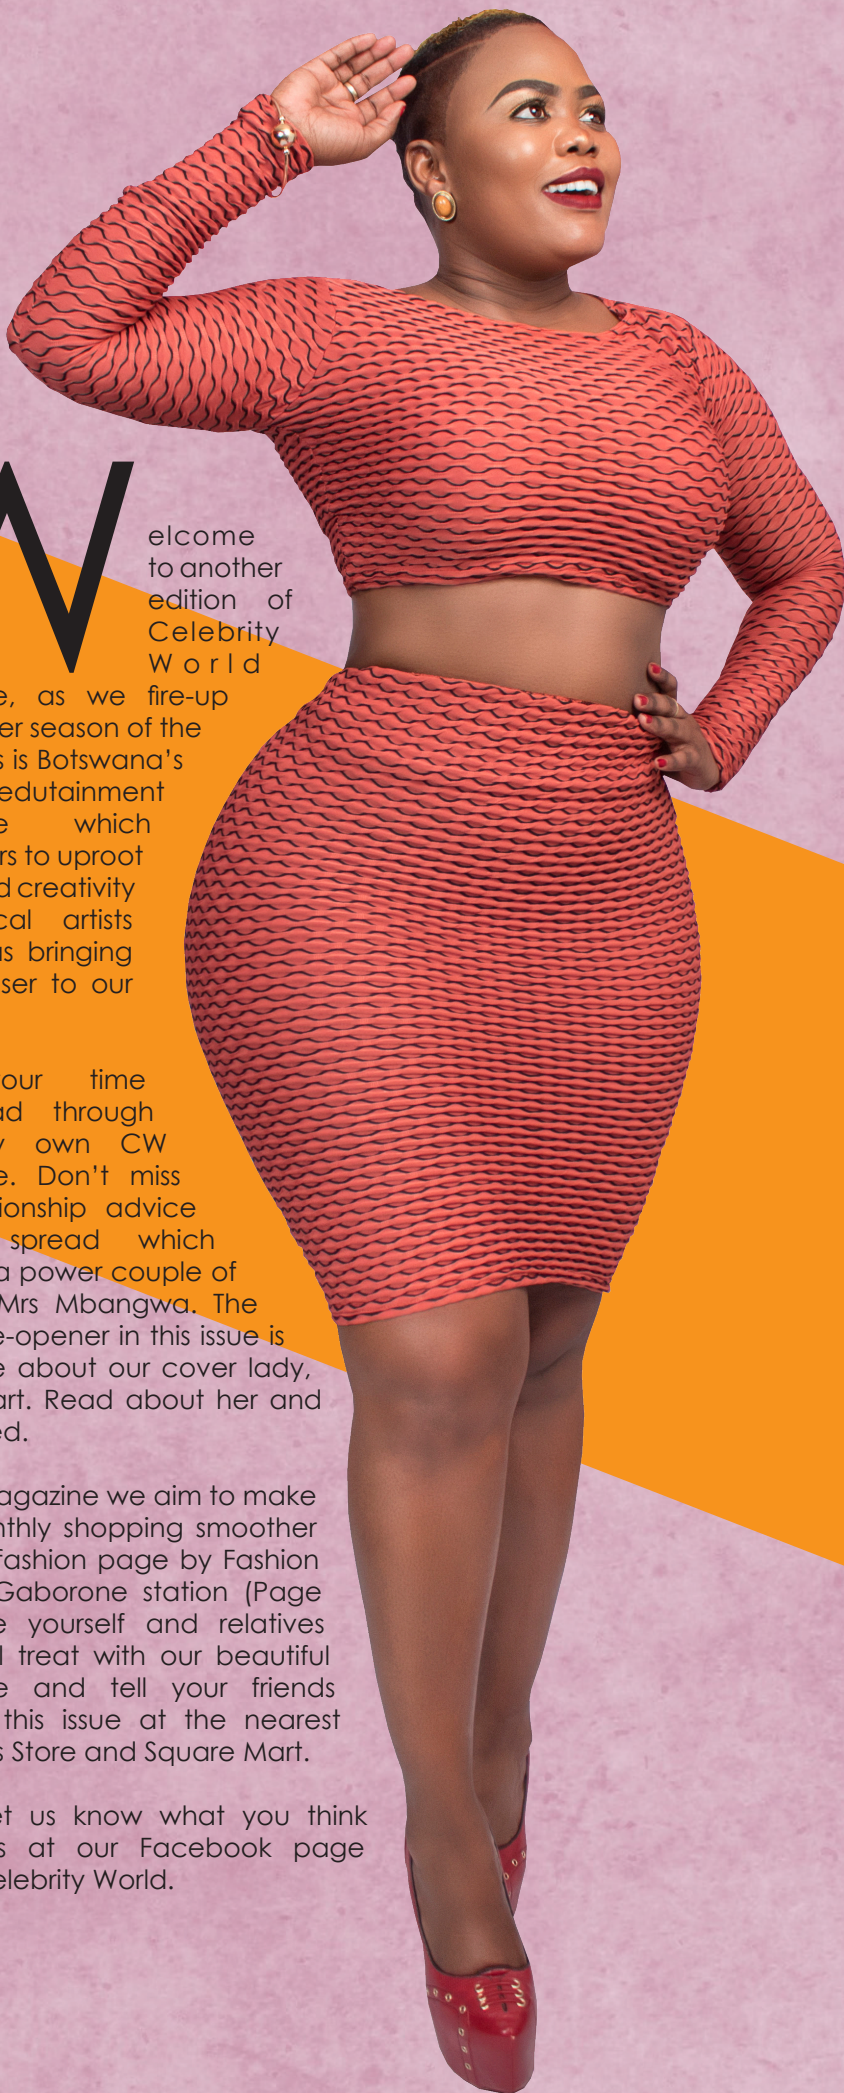 W
elcome
to another
edition of
Celebrity
World
e, as we fire-up
er season of the
s is Botswana's
edutainment
e which
rs to uproot
d creativity
cal artists
as bringing
ser to our
our time
ad through
y own CW
e. Don't miss
ionship advice
spread which
a power couple of
Mrs Mbangwa. The
e-opener in this issue is
e about our cover lady,
art. Read about her and
ed.
agazine we aim to make
nthly shopping smoother
fashion page by Fashion
Gaborone station (Page
e yourself and relatives
l treat with our beautiful
e and tell your friends
this issue at the nearest
s Store and Square Mart.
et us know what you think
s at our Facebook page
elebrity World.